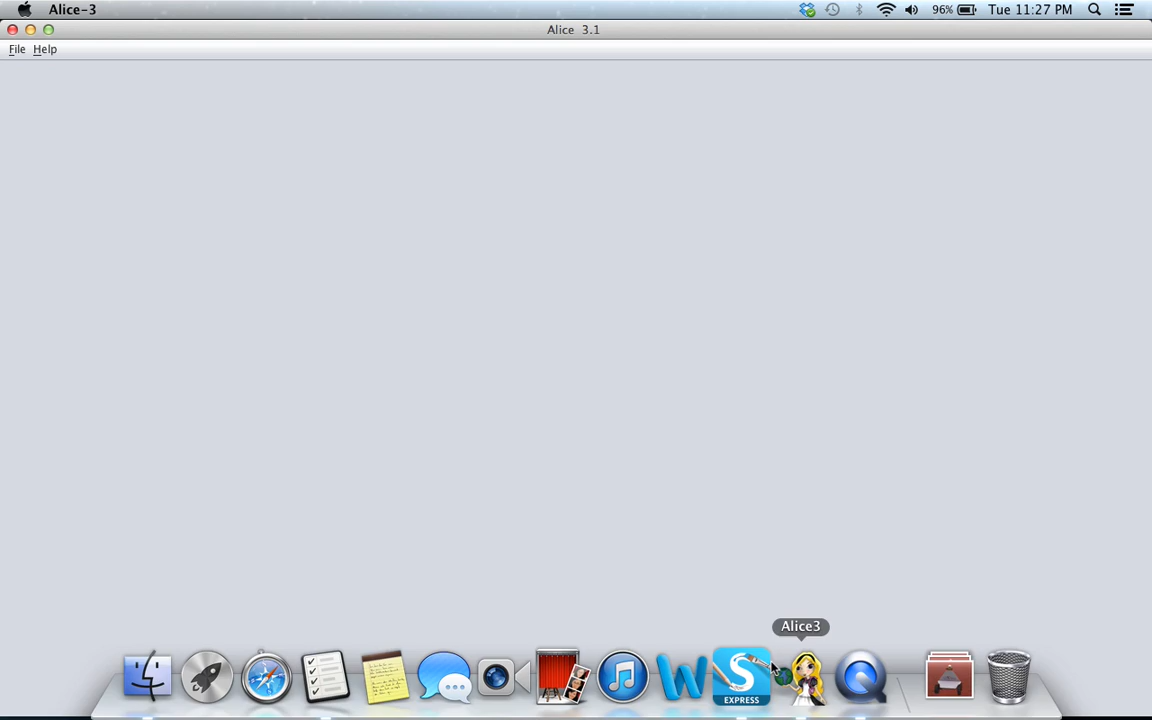 Alice-3
96%
Tue 11:27 PM
Alice 3.1
File Help
Alice3
S
EXPRESS
W